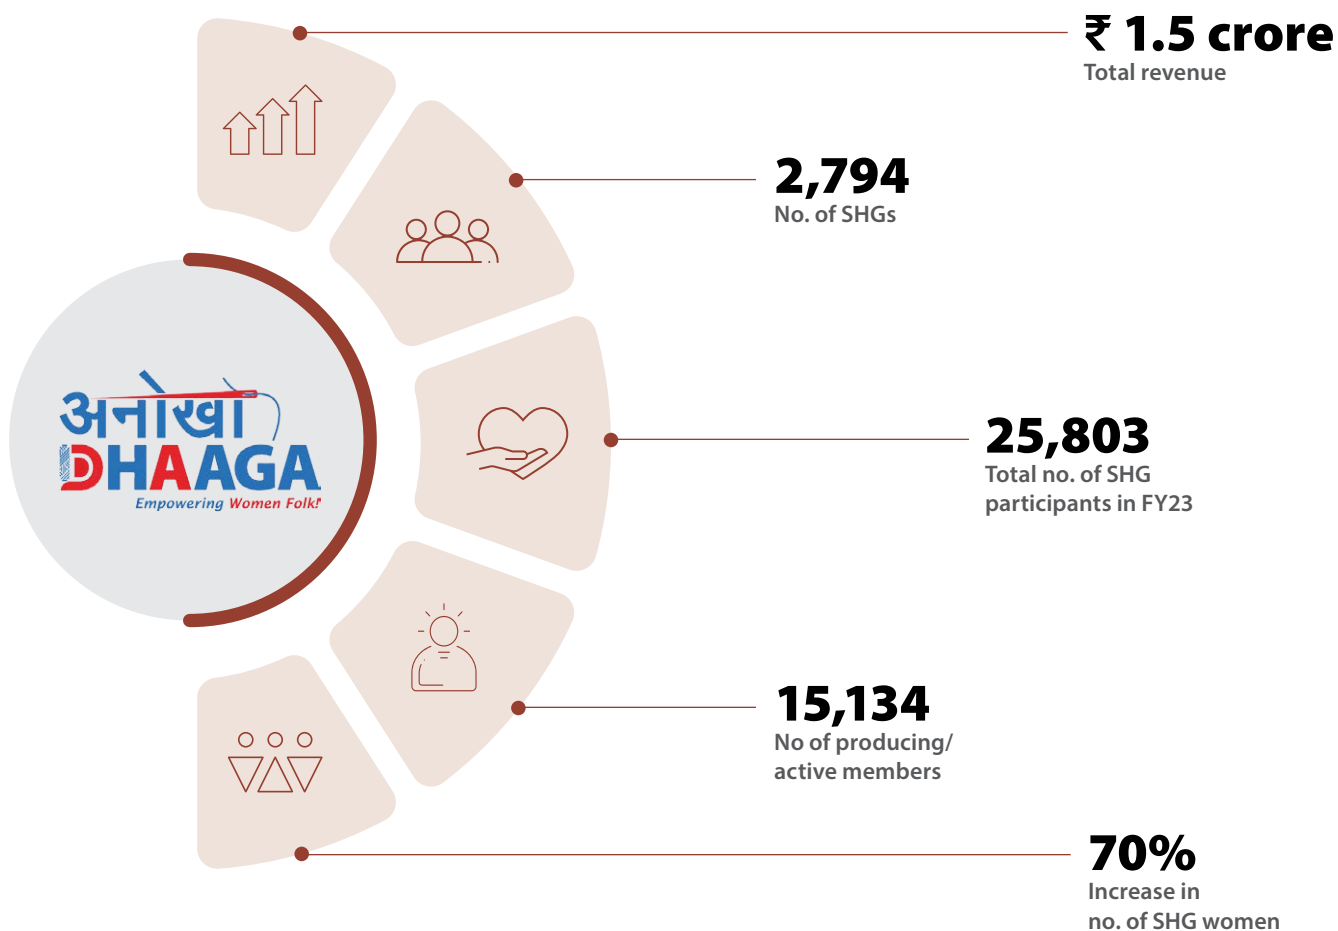 ₹ 1.5 crore
Total revenue
2,794
No. of SHGs
अनोखा
DHAAGA
Empowering Women Folk!
25,803
Total no. of SHG
participants in FY23
15,134
No of producing/
active members
70%
Increase in
no. of SHG women